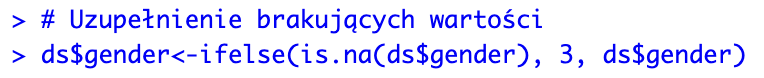 > # Uzupełnienie brakujących wartości
> ds$gender<-ifelse(is.na(ds$gender), 3, ds$gender)